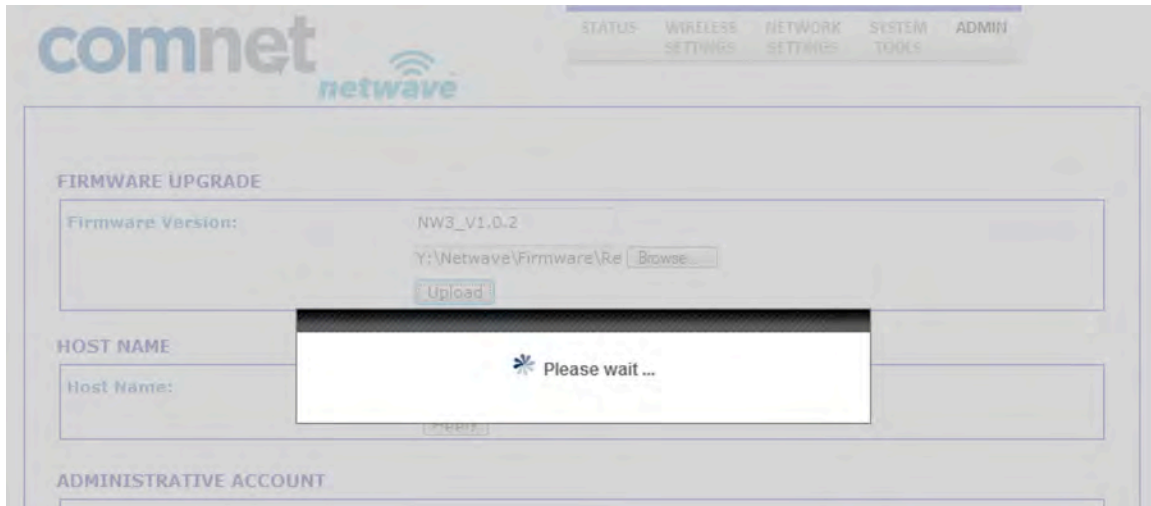 comnet
netwave
STATUS WIRELESS SETTINGS NETWORK SETTINGS SYSTEM TOOLS ADMIN
FIRMWARE UPGRADE
Firmware Version: NW3_V1.0.2
Y:\Netwave\Firmware\Re Browse...
Upload
HOST NAME
Please wait ...
Host Name:
Apply
ADMINISTRATIVE ACCOUNT